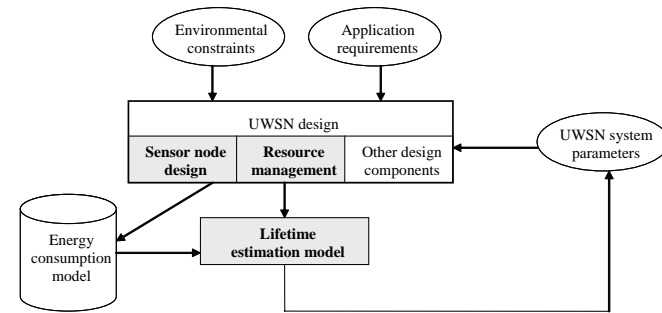 Environmental
constraints
Application
requirements
UWSN design
Sensor node
design
Resource
management
Other design
components
UWSN system
parameters
Energy
consumption
model
Lifetime
estimation model